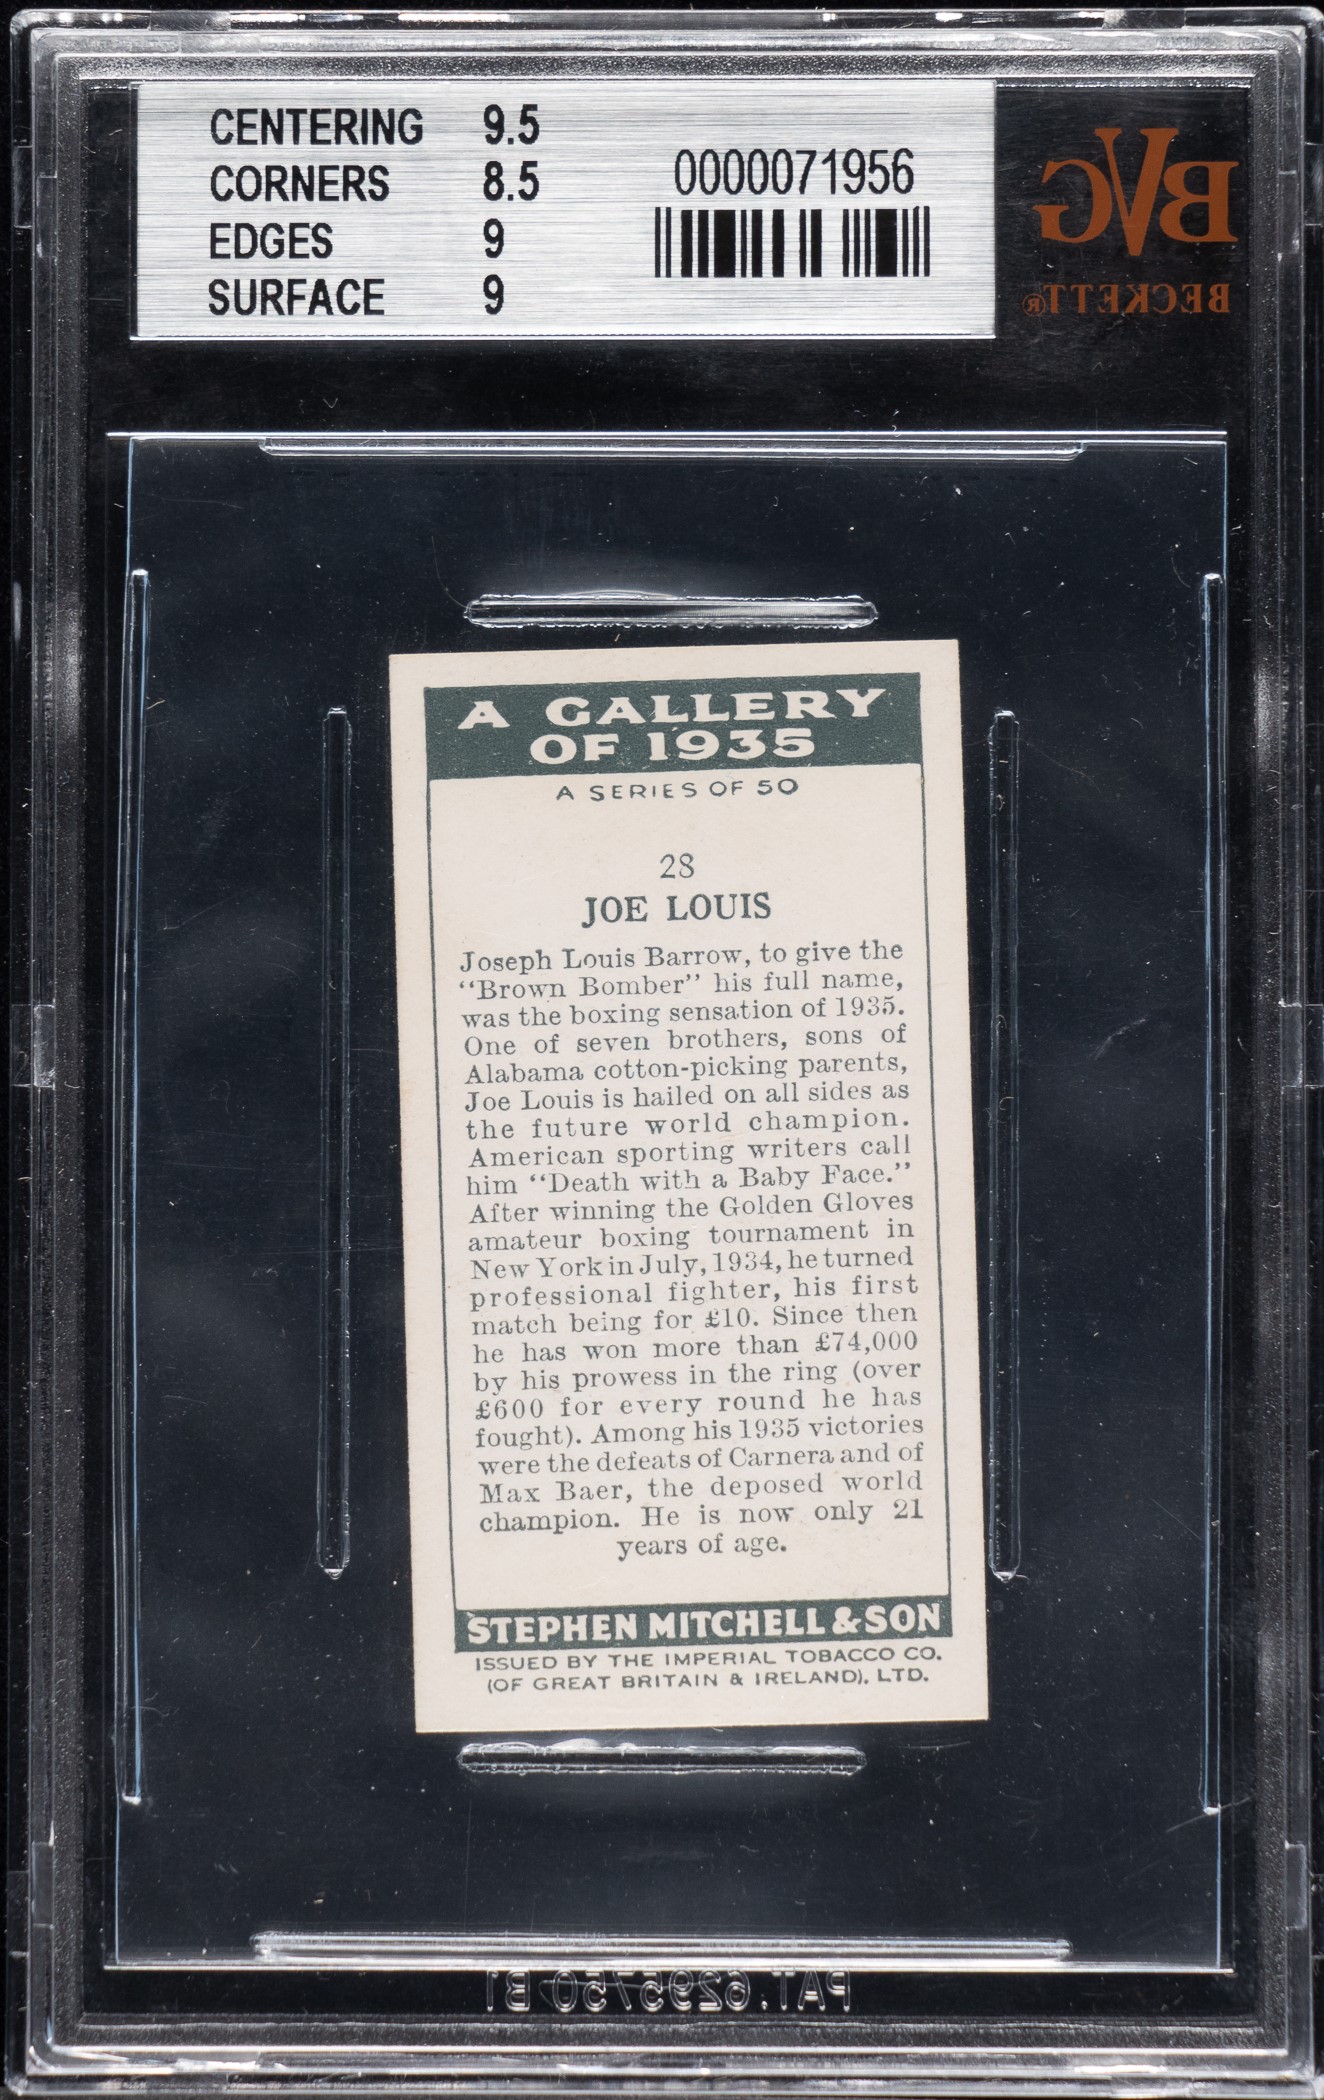 CENTERING 9.5
CORNERS 8.5
EDGES 9
SURFACE 9
0000071956
BVG
BECKETT®
A GALLERY
OF 1935
A SERIES OF 50
28
JOE LOUIS
Joseph Louis Barrow, to give the
“Brown Bomber” his full name,
was the boxing sensation of 1935.
One of seven brothers, sons of
Alabama cotton-picking parents,
Joe Louis is hailed on all sides as
the future world champion.
American sporting writers call
him “Death with a Baby Face.”
After winning the Golden Gloves
amateur boxing tournament in
New York in July, 1934, he turned
professional fighter, his first
match being for £10. Since then
he has won more than £74,000
by his prowess in the ring (over
£600 for every round he has
fought). Among his 1935 victories
were the defeats of Carnera and of
Max Baer, the deposed world
champion. He is now only 21
years of age.
STEPHEN MITCHELL & SON
ISSUED BY THE IMPERIAL TOBACCO CO.
(OF GREAT BRITAIN & IRELAND), LTD.
PAT. 6295750 B1